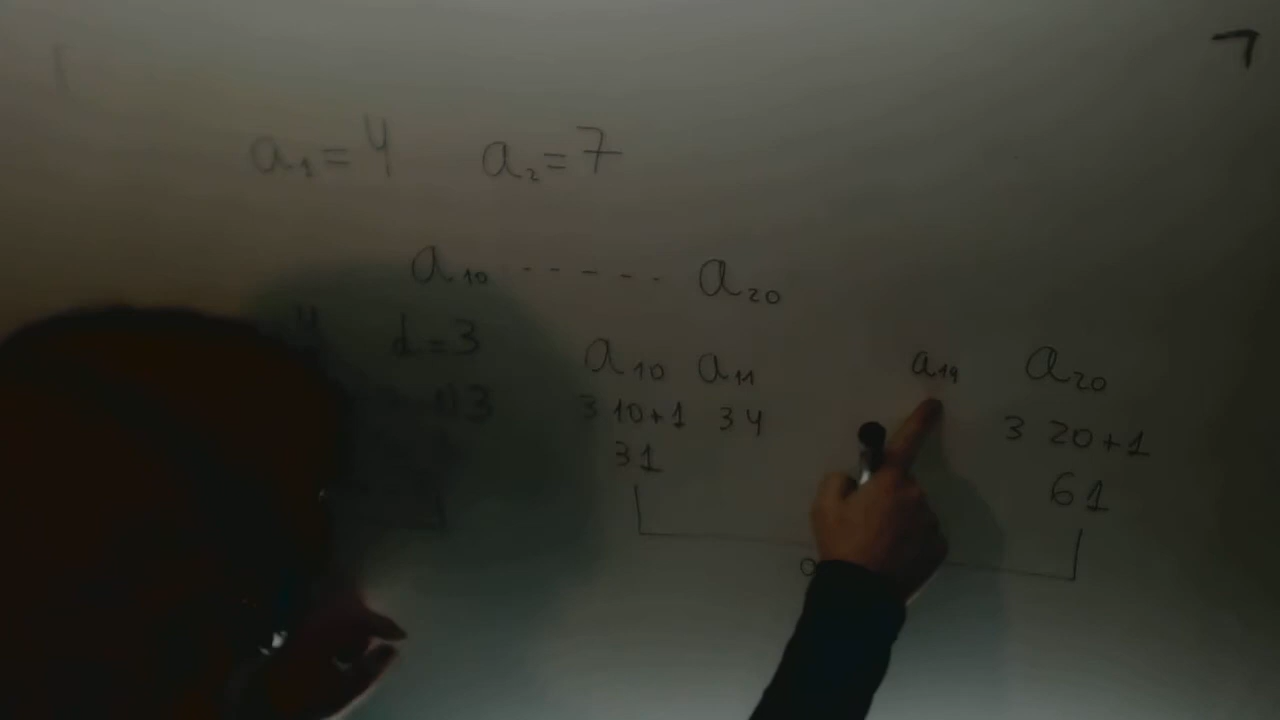 a₁ = 4 a₂ = 7
a₁₀ - - - - - a₂₀
d = 3 a₁₀ a₁₁ a₁₉ a₂₀
3 10+1 34 3 20+1
31 61